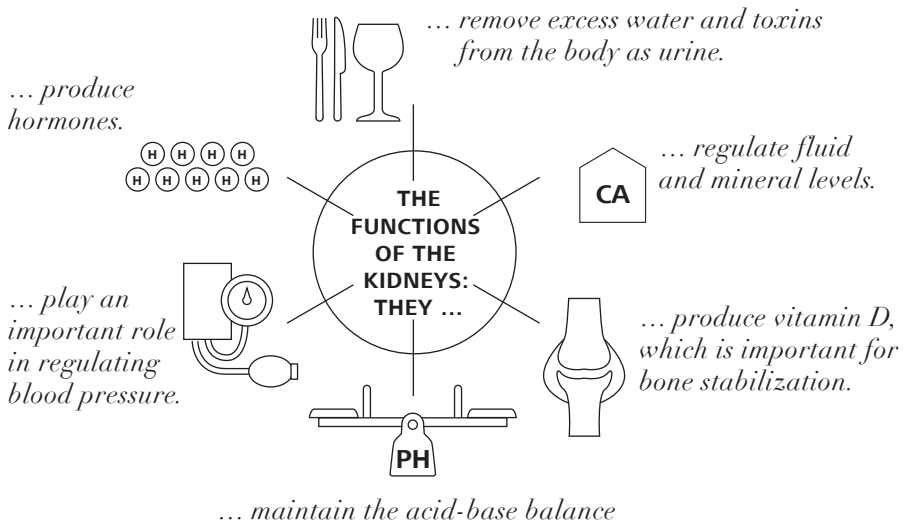 … remove excess water and toxins
from the body as urine.
… produce
hormones.
H H H H
H H H H H
… regulate fluid
and mineral levels.
CA
THE
FUNCTIONS
OF THE
KIDNEYS:
THEY …
… play an
important role
in regulating
blood pressure.
… produce vitamin D,
which is important for
bone stabilization.
PH
… maintain the acid-base balance